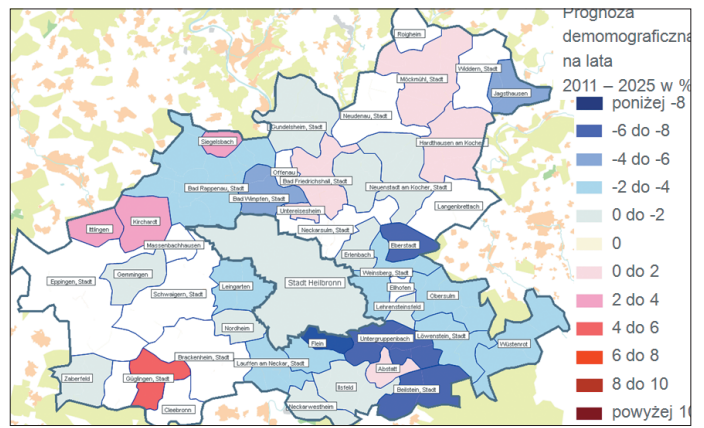 Prognoza
demomograficzna
na lata
2011 – 2025 w %
poniżej -8
-6 do -8
-4 do -6
-2 do -4
0 do -2
0
0 do 2
2 do 4
4 do 6
6 do 8
8 do 10
powyżej 10
Roigheim
Widdern, Stadt
Möckmühl, Stadt
Jagsthausen
Neudenau, Stadt
Gundelsheim, Stadt
Siegelsbach
Hardthausen am Kocher
Offenau
Bad Friedrichshall, Stadt
Bad Rappenau, Stadt
Neuenstadt am Kocher, Stadt
Bad Wimpfen, Stadt
Langenbrettach
Untereisesheim
Kirchardt
Ittlingen
Neckarsulm, Stadt
Massenbachhausen
Eberstadt
Erlenbach
Gemmingen
Weinsberg, Stadt
Eppingen, Stadt
Stadt Heilbronn
Leingarten
Ellhofen
Schwaigern, Stadt
Obersulm
Lehrensteinsfeld
Nordheim
Löwenstein, Stadt
Untergruppenbach
Flein
Wüstenrot
Brackenheim, Stadt
Lauffen am Neckar, Stadt
Abstatt
Zaberfeld
Güglingen, Stadt
Ilsfeld
Beilstein, Stadt
Neckarwestheim
Cleebronn